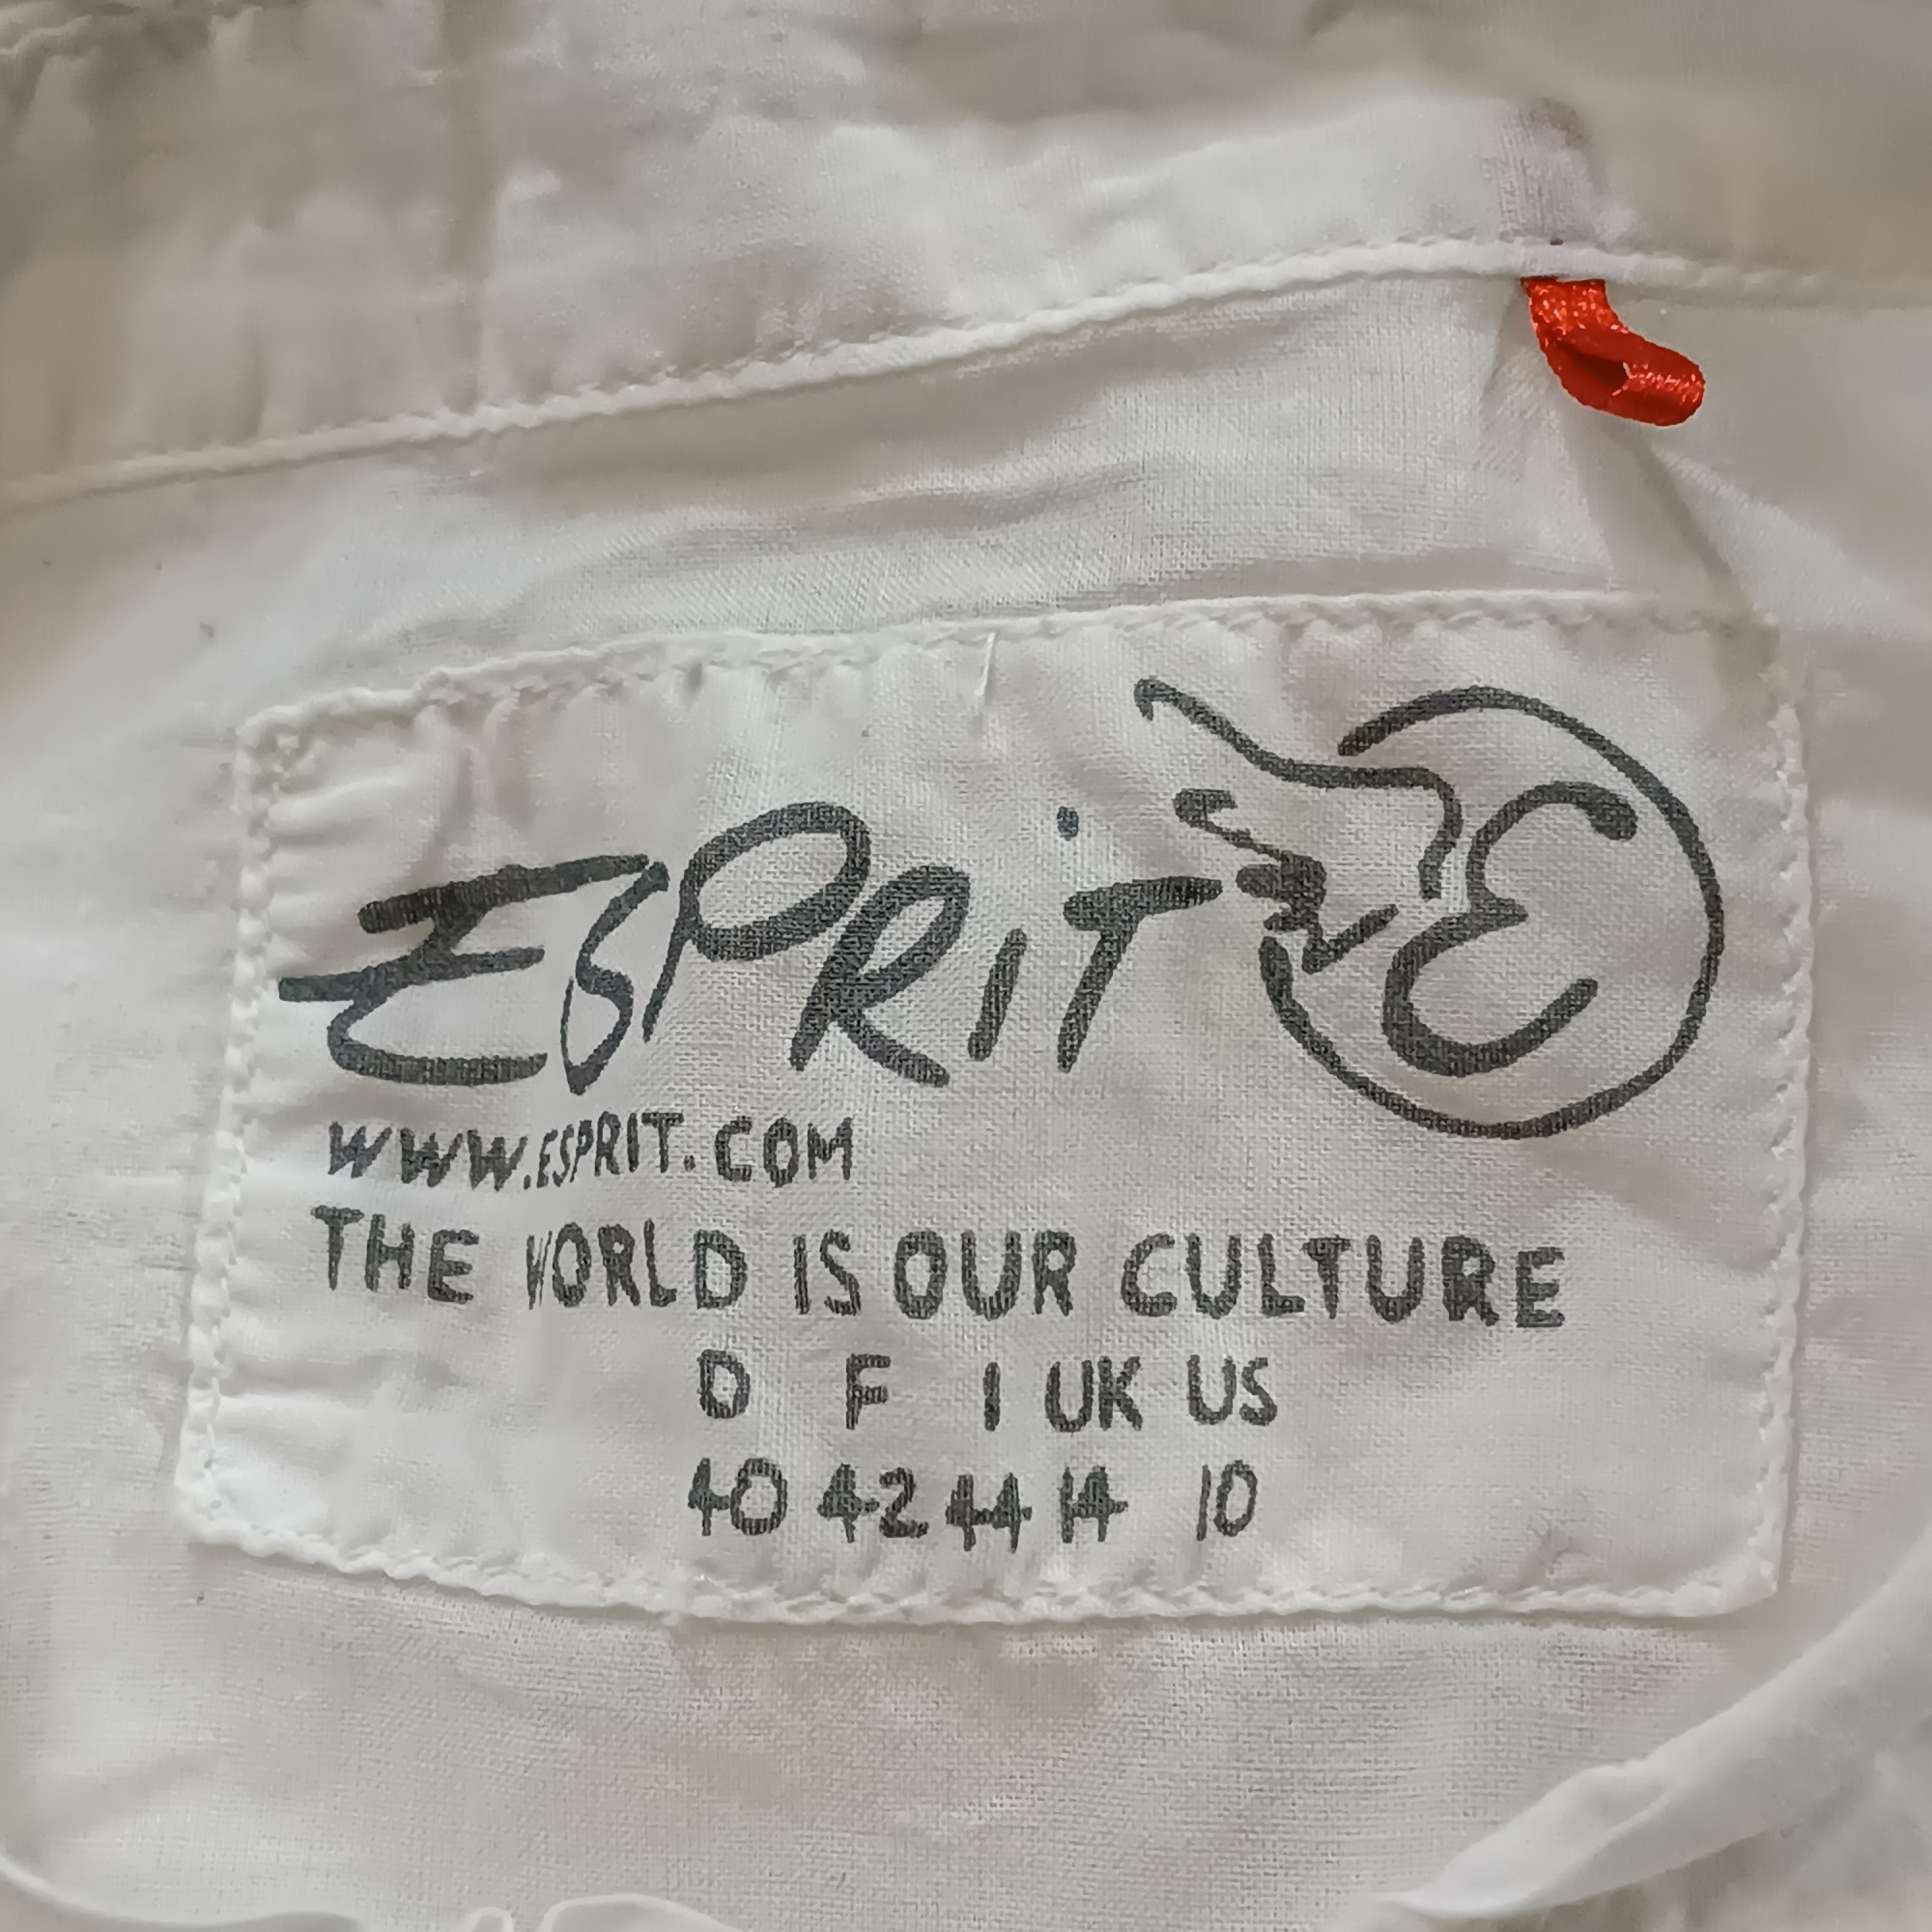 ESPRiT E
WWW.ESPRIT.COM
THE WORLD IS OUR CULTURE
D F I UK US
40 42 44 14 10